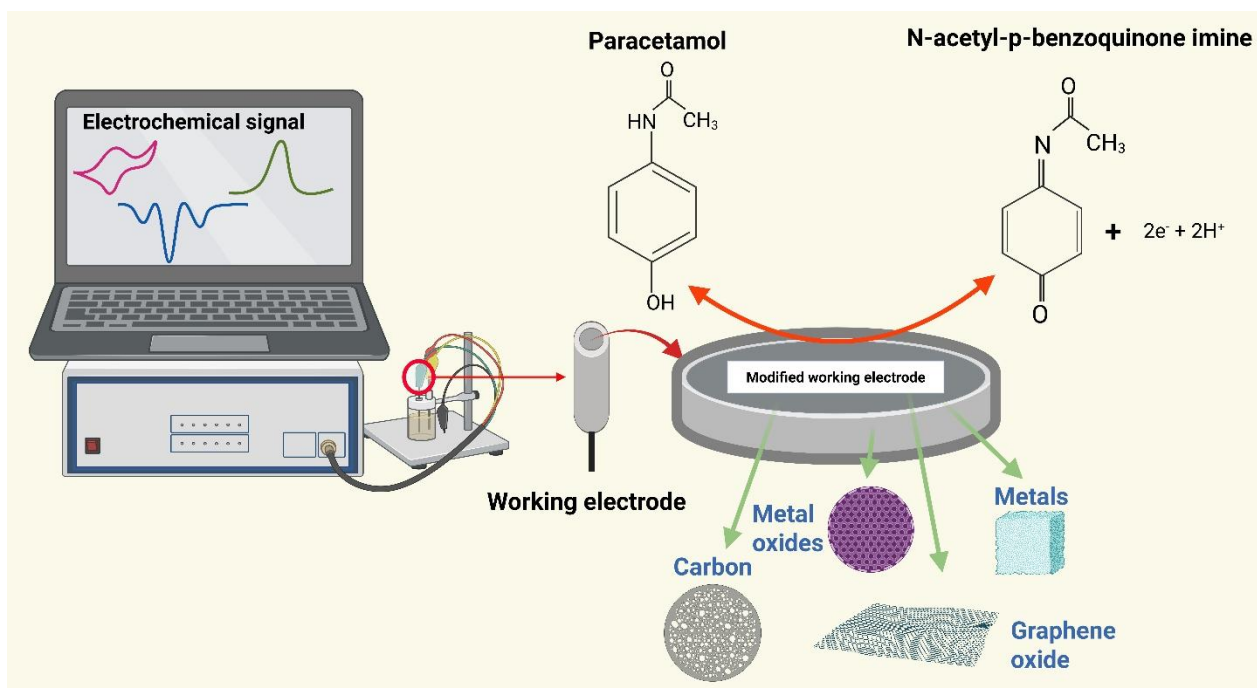 Paracetamol
N-acetyl-p-benzoquinone imine
Electrochemical signal
O
HN
CH₃
OH
O
N
CH₃
O
+ 2e⁻ + 2H⁺
Modified working electrode
Working electrode
Metal
oxides
Metals
Carbon
Graphene
oxide